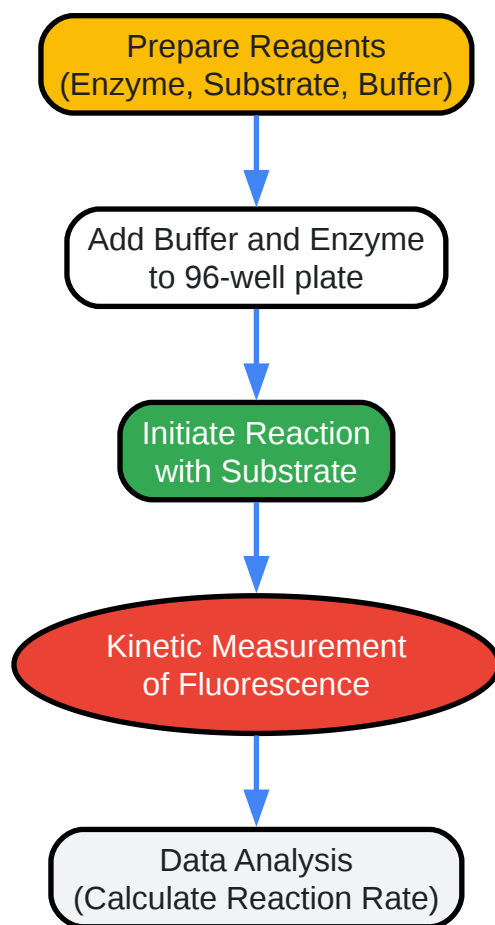 Prepare Reagents
(Enzyme, Substrate, Buffer)
Add Buffer and Enzyme
to 96-well plate
Initiate Reaction
with Substrate
Kinetic Measurement
of Fluorescence
Data Analysis
(Calculate Reaction Rate)